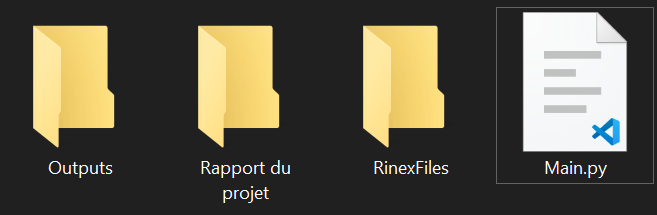 Outputs
Rapport du
projet
RinexFiles
Main.py